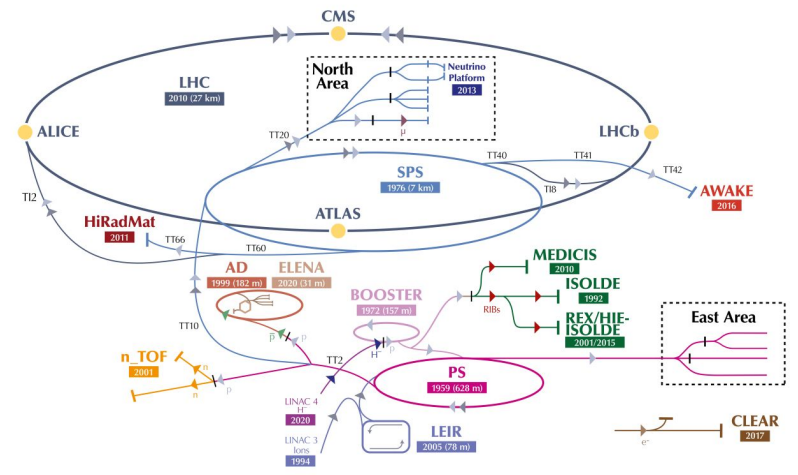 CMS
LHC
2010 (27 km)
North
Area
Neutrino
Platform
2013
μ
ALICE
LHCb
TT20
TT40
TT41
TT42
SPS
1976 (7 km)
TI8
TI2
AWAKE
2016
HiRadMat
2011
TT66
ATLAS
TT60
MEDICIS
2010
AD
1999 (182 m)
ELENA
2020 (31 m)
ISOLDE
1992
BOOSTER
1972 (157 m)
RIBs
REX/HIE-
ISOLDE
2001/2015
East Area
TT10
p̅
p
H⁻
p
TT2
n_TOF
2001
n
n
p
PS
1959 (628 m)
LINAC 4
H⁻
2020
LINAC 3
Ions
1994
LEIR
2005 (78 m)
CLEAR
2017
e⁻